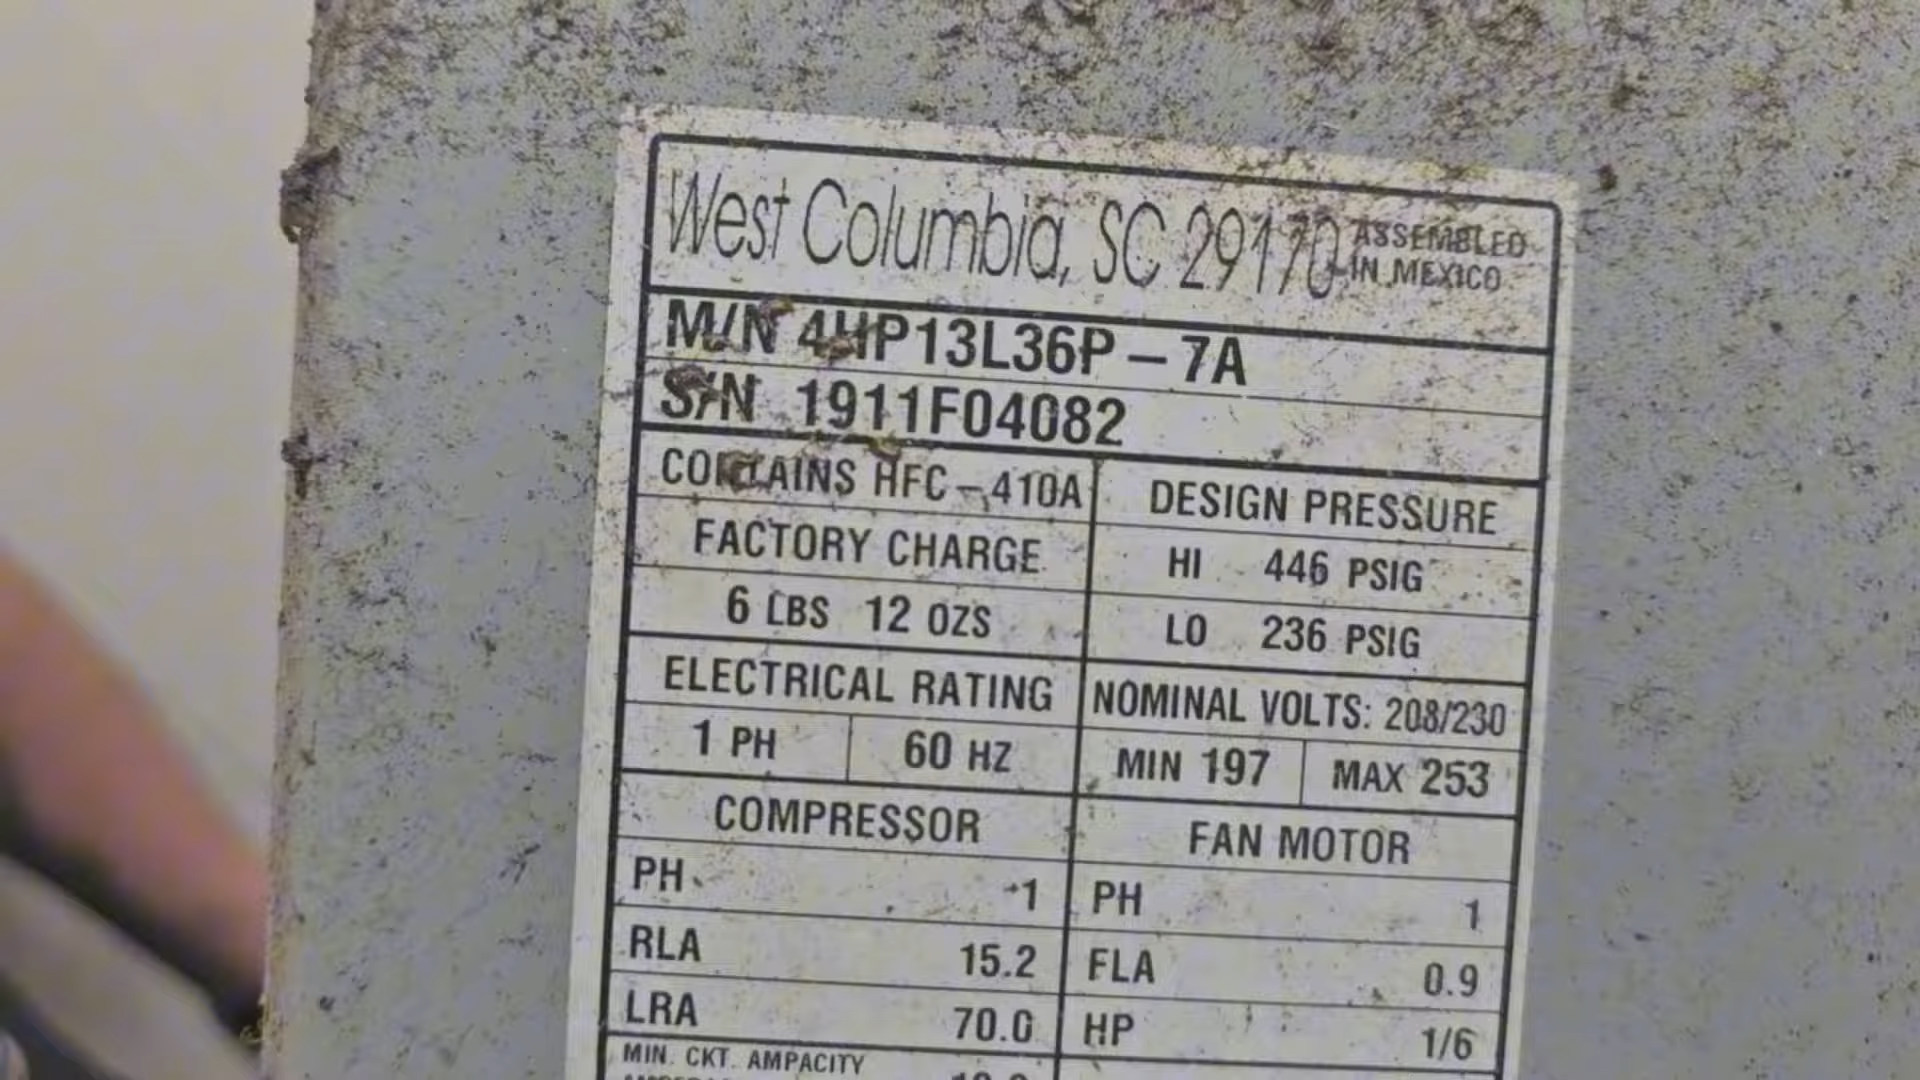 West Columbia, SC 29170 ASSEMBLED IN MEXICO
M/N 4HP13L36P-7A
S/N 1911F04082
CONTAINS HFC-410A
DESIGN PRESSURE
FACTORY CHARGE
HI 446 PSIG
6 LBS 12 OZS
LO 236 PSIG
ELECTRICAL RATING
NOMINAL VOLTS: 208/230
1 PH 60 HZ
MIN 197 MAX 253
COMPRESSOR
FAN MOTOR
PH 1
PH 1
RLA 15.2
FLA 0.9
LRA 70.0
HP 1/6
MIN. CKT. AMPACITY